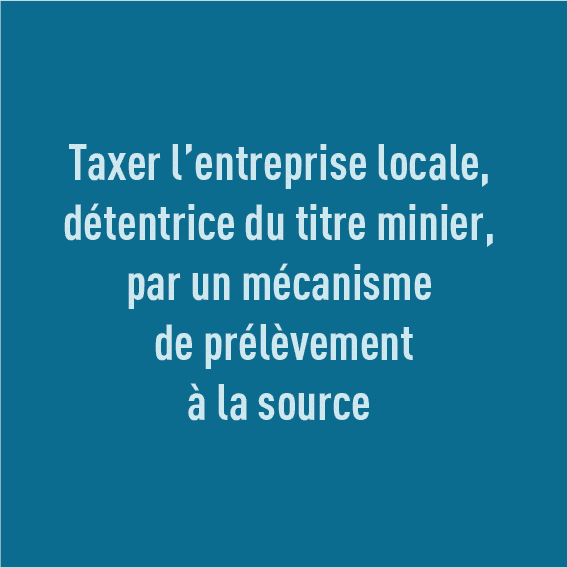 Taxer l’entreprise locale,
détentrice du titre minier,
par un mécanisme
de prélèvement
à la source